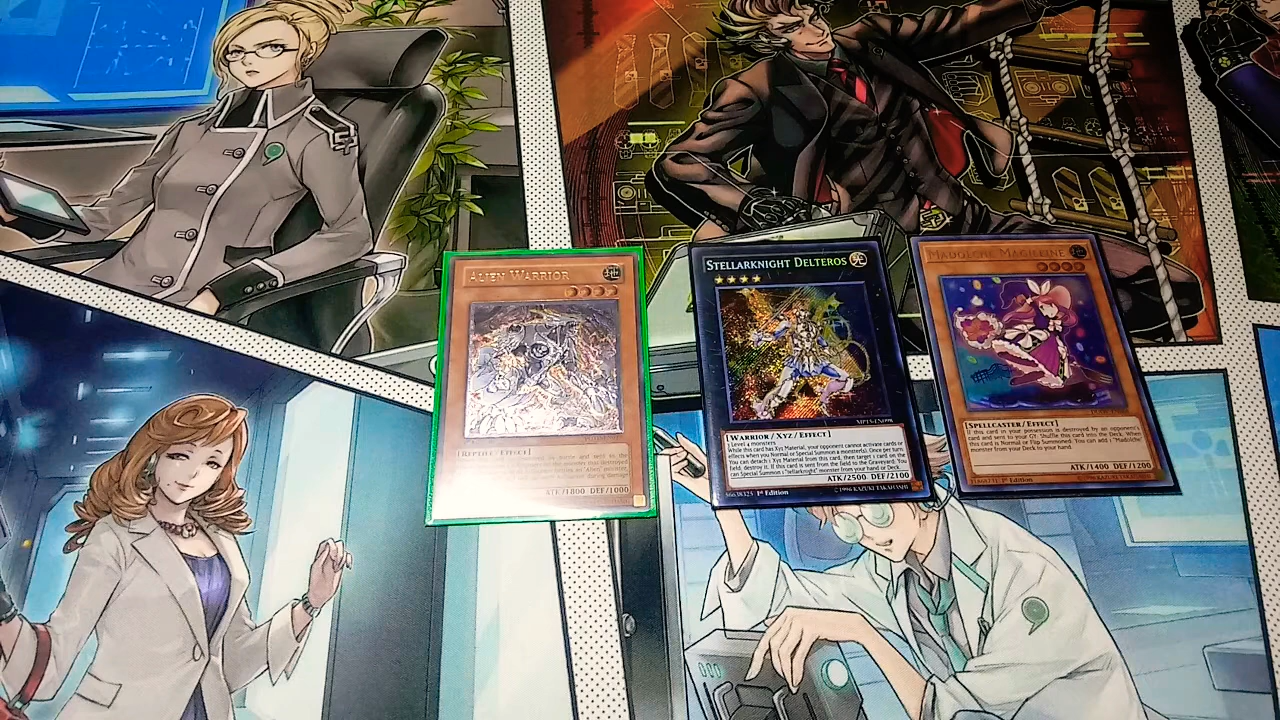 ALIEN WARRIOR
[REPTILE / EFFECT]
ATK/1800 DEF/1000
STELLARKNIGHT DELTEROS
MP15-EN098
[WARRIOR / XYZ / EFFECT]
3 Level 4 monsters
While this card has Xyz Material, your opponent cannot activate cards or
effects when you Normal or Special Summon a monster(s). Once per turn:
You can detach 1 Xyz Material from this card, then target 1 card on the
field; destroy it. If this card is sent from the field to the Graveyard: You
can Special Summon 1 "tellarknight" monster from your hand or Deck.
ATK/2500 DEF/2100
56638325 1st Edition
©1996 KAZUKI TAKAHASHI
MADOLCHE MAGILEINE
[SPELLCASTER / EFFECT]
If this card in your possession is destroyed by an opponent's
card and sent to your GY: Shuffle this card into the Deck. When
this card is Normal or Flip Summoned: You can add 1 "Madolche"
monster from your Deck to your hand.
ATK/1400 DEF/1200
1st Edition